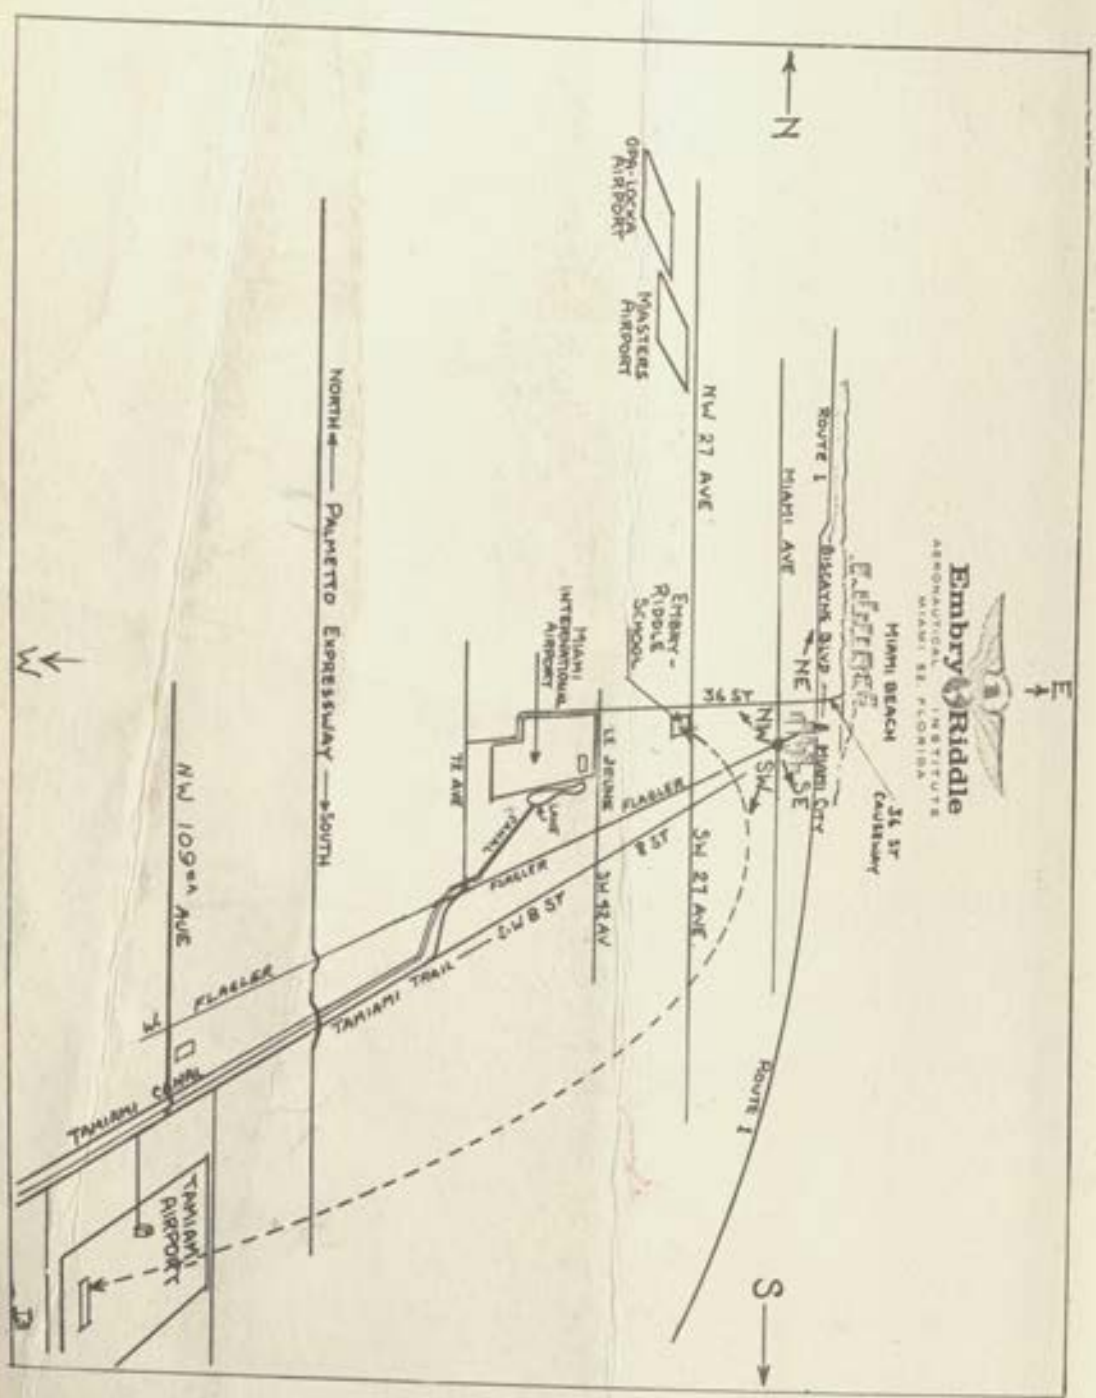 Embry Riddle
AERONAUTICAL INSTITUTE
MIAMI 52, FLORIDA
E
N
S
W
MIAMI BEACH
36 ST
CAUSEWAY
ROUTE 1
BISCAYNE BLVD
MIAMI CITY
NE
SE
NW
SW
MIAMI AVE
ROUTE 1
OPA-LOCKA
AIRPORT
MASTERS
AIRPORT
NW 27 AVE
SW 27 AVE.
36 ST
EMBRY-
RIDDLE
SCHOOL
MIAMI
INTERNATIONAL
AIRPORT
LE JEUNE
SW 42 AV
LAKE
CANAL
72 AVE
FLAGLER
FLAGLER
8 ST
S.W 8 ST
TAMIAMI TRAIL
NORTH
PALMETTO EXPRESSWAY
SOUTH
NW 109th AVE
W. FLAGLER
TAMIAMI CANAL
TAMIAMI
AIRPORT